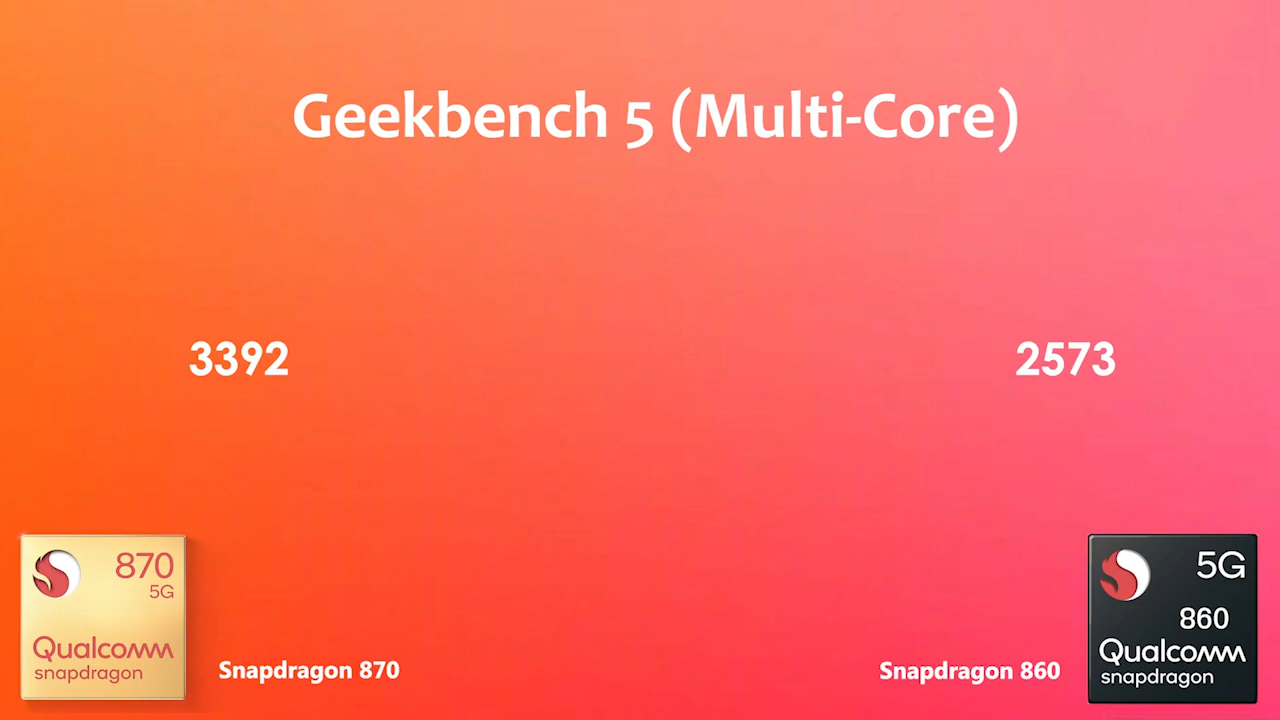 Geekbench 5 (Multi-Core)
3392
2573
870
5G
Qualcomm
snapdragon
Snapdragon 870
Snapdragon 860
5G
860
Qualcomm
snapdragon